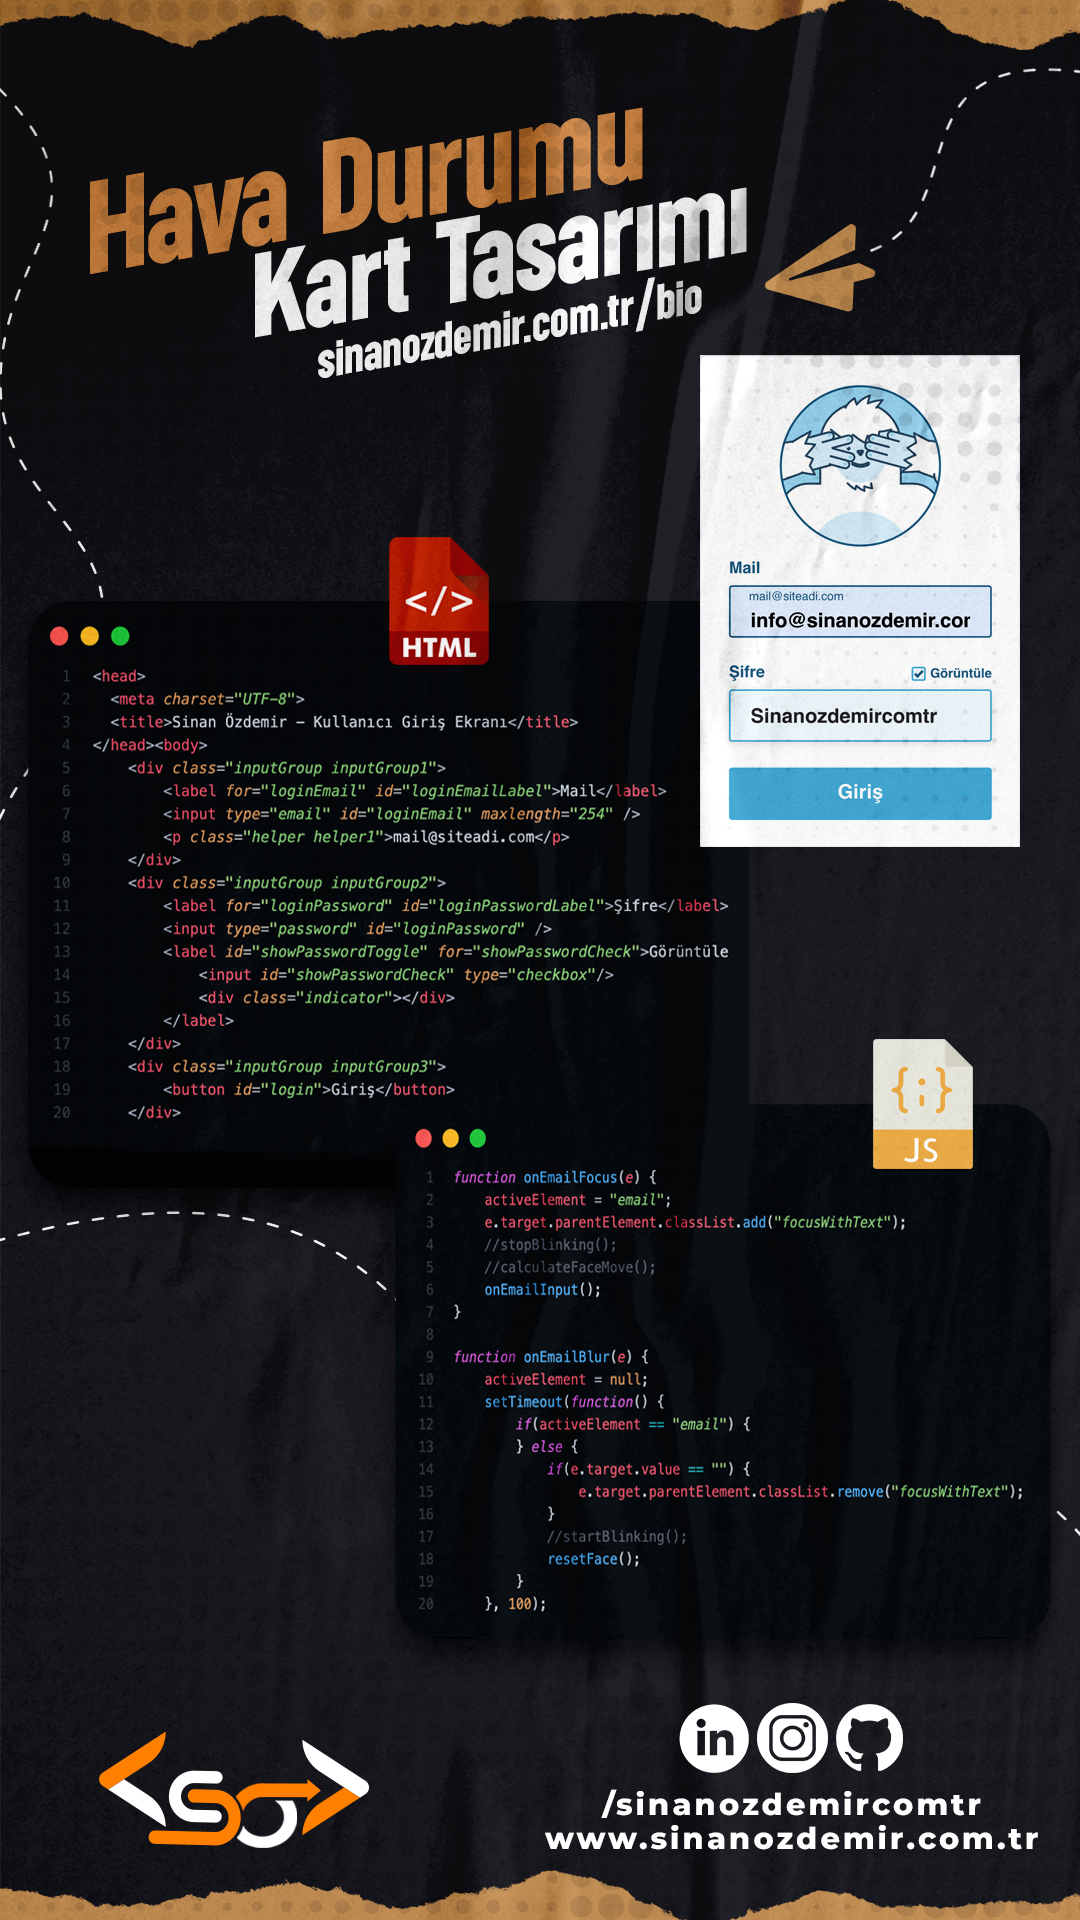 Hava Durumu
Kart Tasarımı
sinanozdemir.com.tr/bio
Mail
mail@siteadi.com
info@sinanozdemir.cor
Şifre
Görüntüle
Sinanozdemircomtr
Giriş
</>
HTML
1 <head>
2 <meta charset="UTF-8">
3 <title>Sinan Özdemir - Kullanıcı Giriş Ekranı</title>
4 </head><body>
5 <div class="inputGroup inputGroup1">
6 <label for="loginEmail" id="loginEmailLabel">Mail</label>
7 <input type="email" id="loginEmail" maxlength="254" />
8 <p class="helper helper1">mail@siteadi.com</p>
9 </div>
10 <div class="inputGroup inputGroup2">
11 <label for="loginPassword" id="loginPasswordLabel">Şifre</label>
12 <input type="password" id="loginPassword" />
13 <label id="showPasswordToggle" for="showPasswordCheck">Görüntüle
14 <input id="showPasswordCheck" type="checkbox"/>
15 <div class="indicator"></div>
16 </label>
17 </div>
18 <div class="inputGroup inputGroup3">
19 <button id="login">Giriş</button>
20 </div>
{;}
JS
1 function onEmailFocus(e) {
2 activeElement = "email";
3 e.target.parentElement.classList.add("focusWithText");
4 //stopBlinking();
5 //calculateFaceMove();
6 onEmailInput();
7 }
8
9 function onEmailBlur(e) {
10 activeElement = null;
11 setTimeout(function() {
12 if(activeElement == "email") {
13 } else {
14 if(e.target.value == "") {
15 e.target.parentElement.classList.remove("focusWithText");
16 }
17 //startBlinking();
18 resetFace();
19 }
20 }, 100);
<so>
in
/sinanozdemircomtr
www.sinanozdemir.com.tr